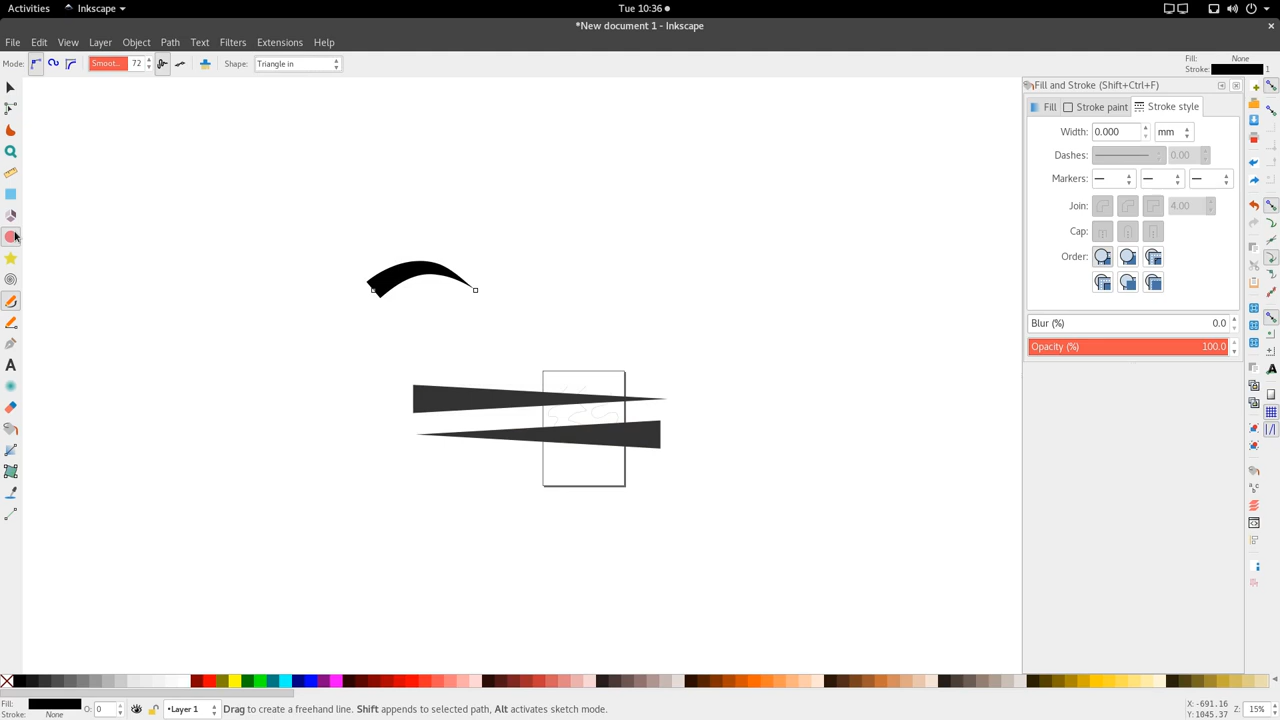 Activities
Inkscape
Tue 10:36
*New document 1 - Inkscape
File Edit View Layer Object Path Text Filters Extensions Help
Mode: Smoot... 72 Shape: Triangle in
Fill: None
Stroke: 1
Fill and Stroke (Shift+Ctrl+F)
Fill Stroke paint Stroke style
Width: 0.000 mm
Dashes: 0.00
Markers:
Join: 4.00
Cap:
Order:
Blur (%) 0.0
Opacity (%) 100.0
Fill:
Stroke: None
O: 0
•Layer 1
Drag to create a freehand line. Shift appends to selected path, Alt activates sketch mode.
X: -691.16
Y: 1045.37
Z: 15%